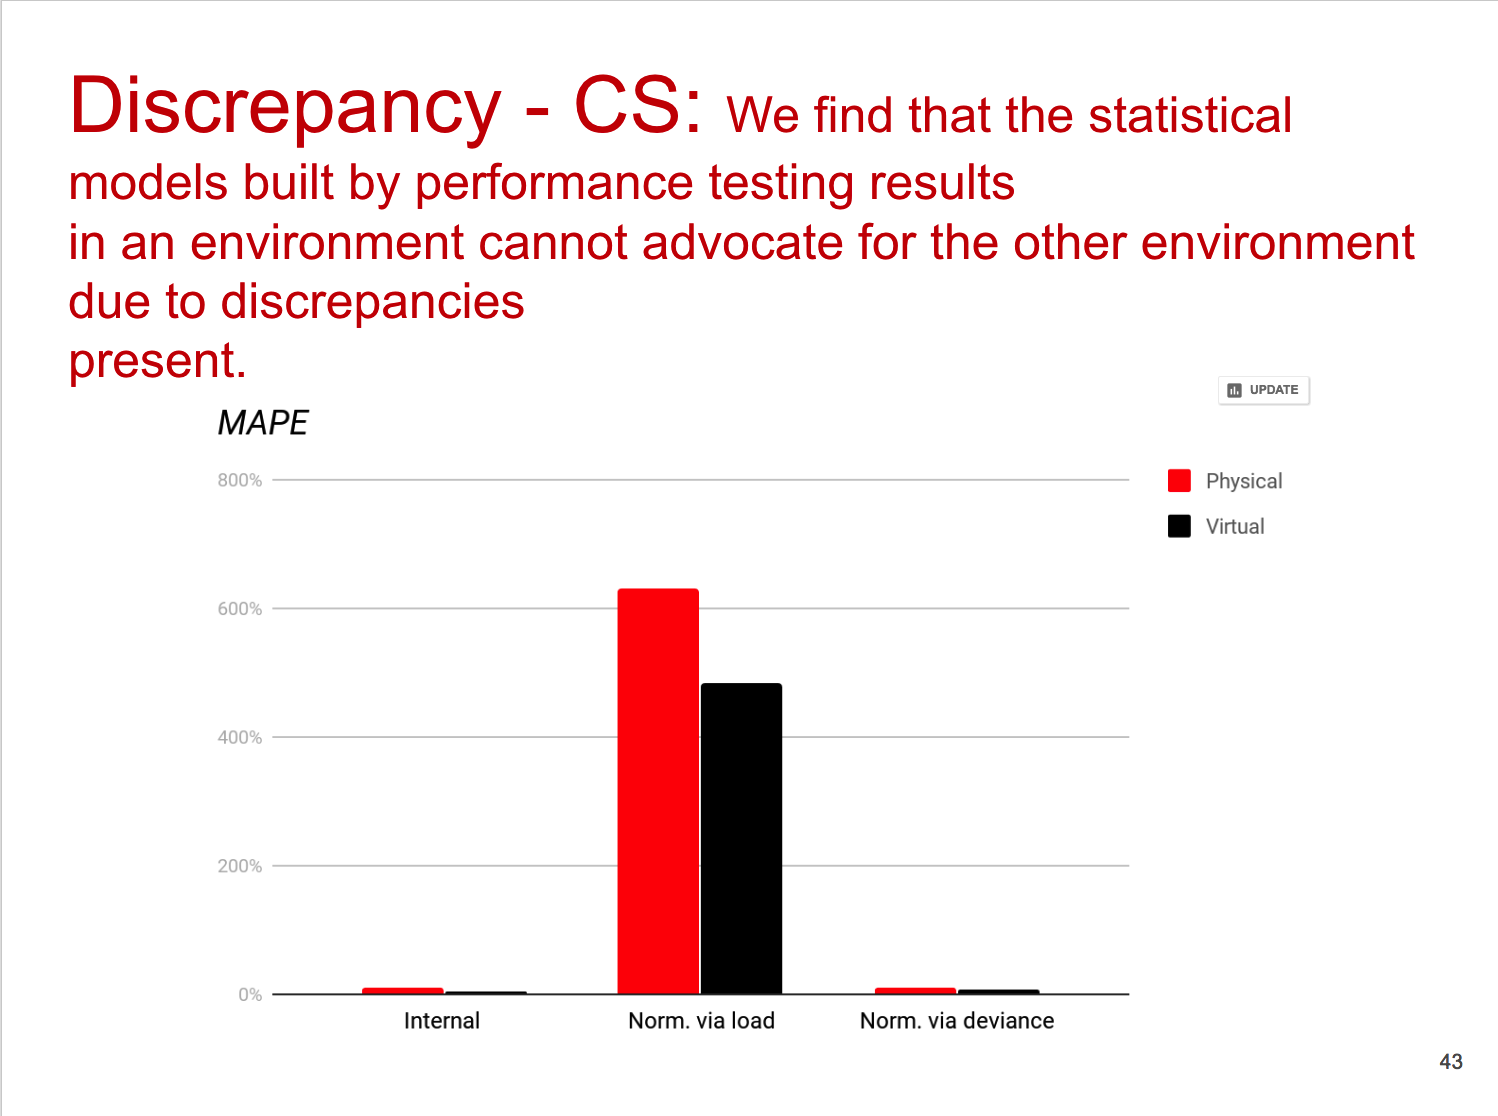 Discrepancy - CS: We find that the statistical
models built by performance testing results
in an environment cannot advocate for the other environment
due to discrepancies
present.
UPDATE
MAPE
800%
600%
400%
200%
0%
Physical
Virtual
Internal
Norm. via load
Norm. via deviance
43